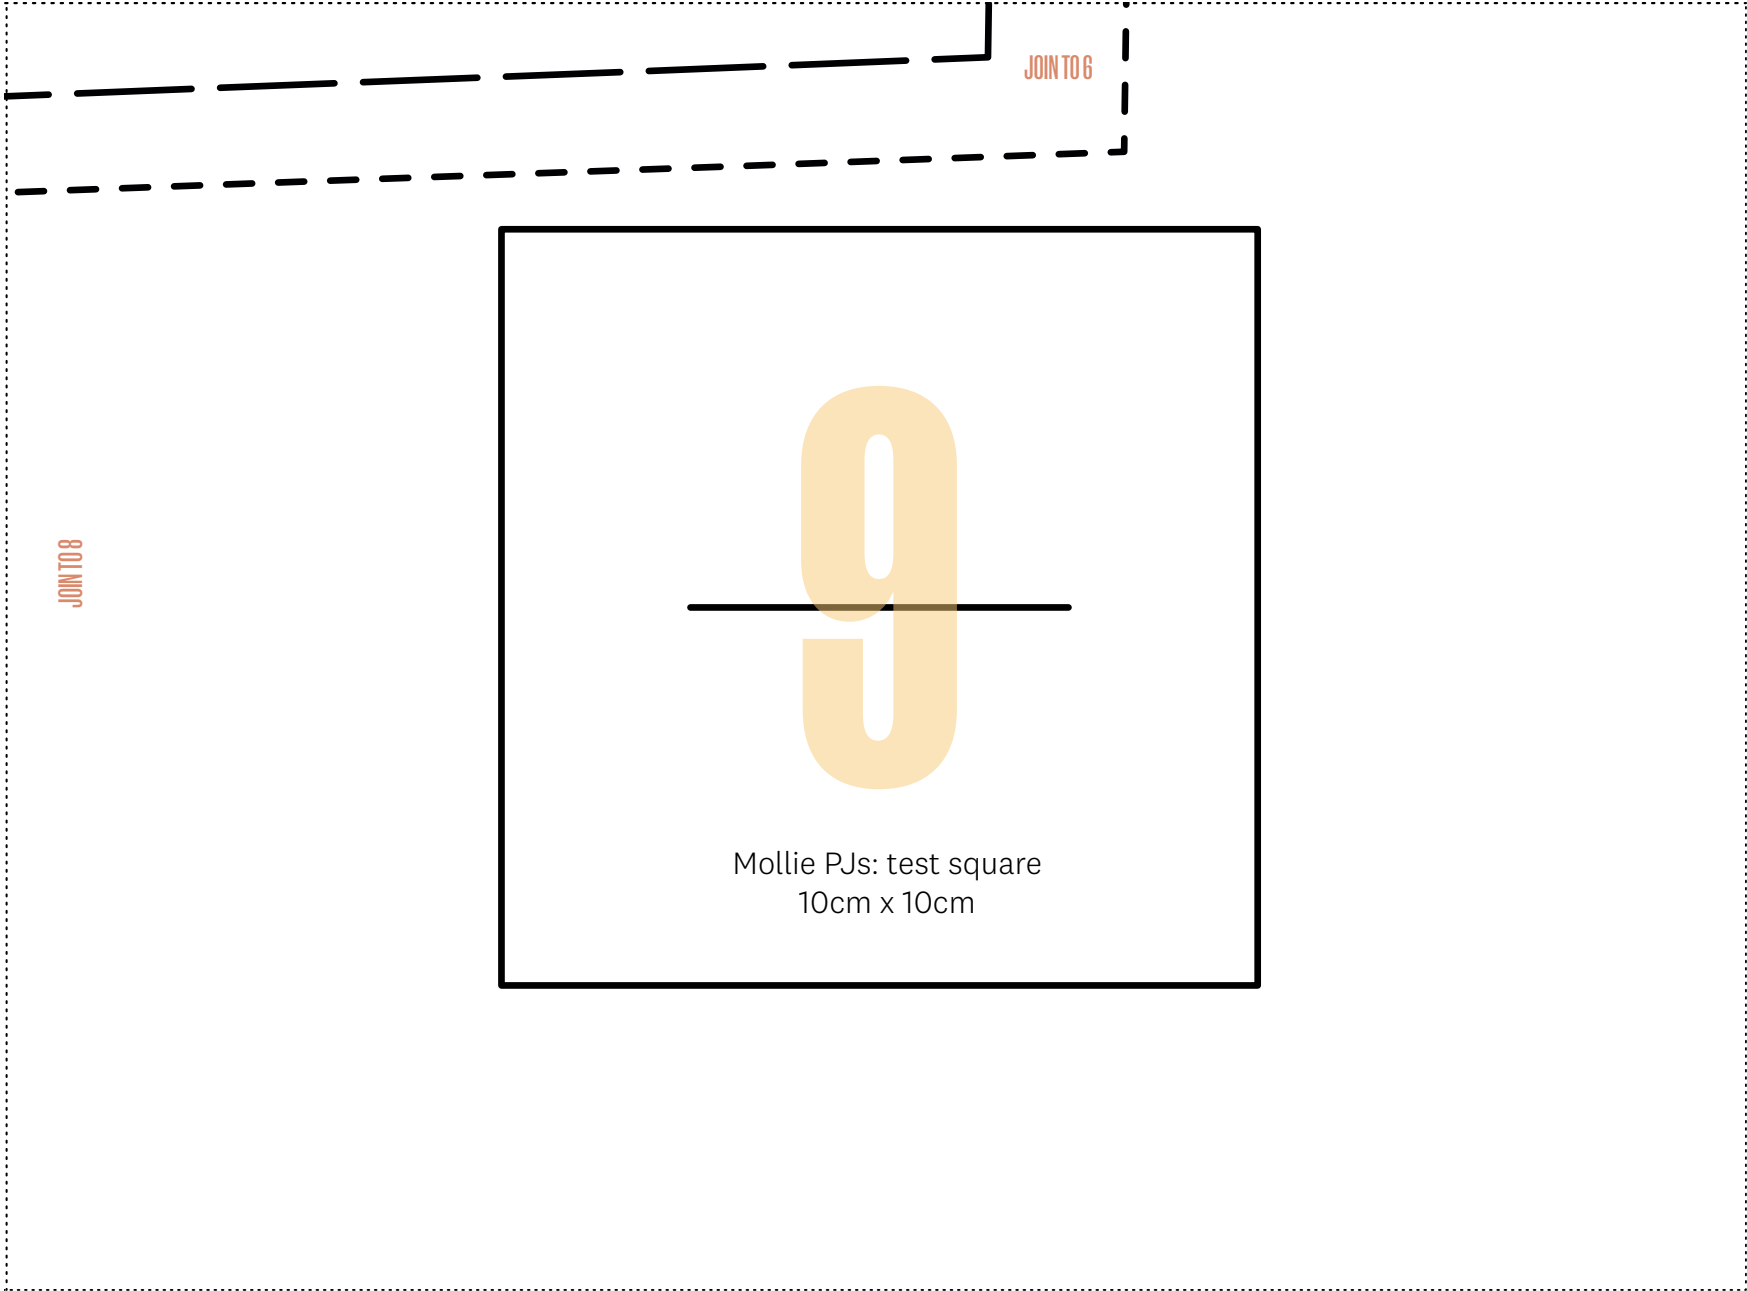 JOIN TO 6
JOIN TO 8
9
Mollie PJs: test square
10cm x 10cm